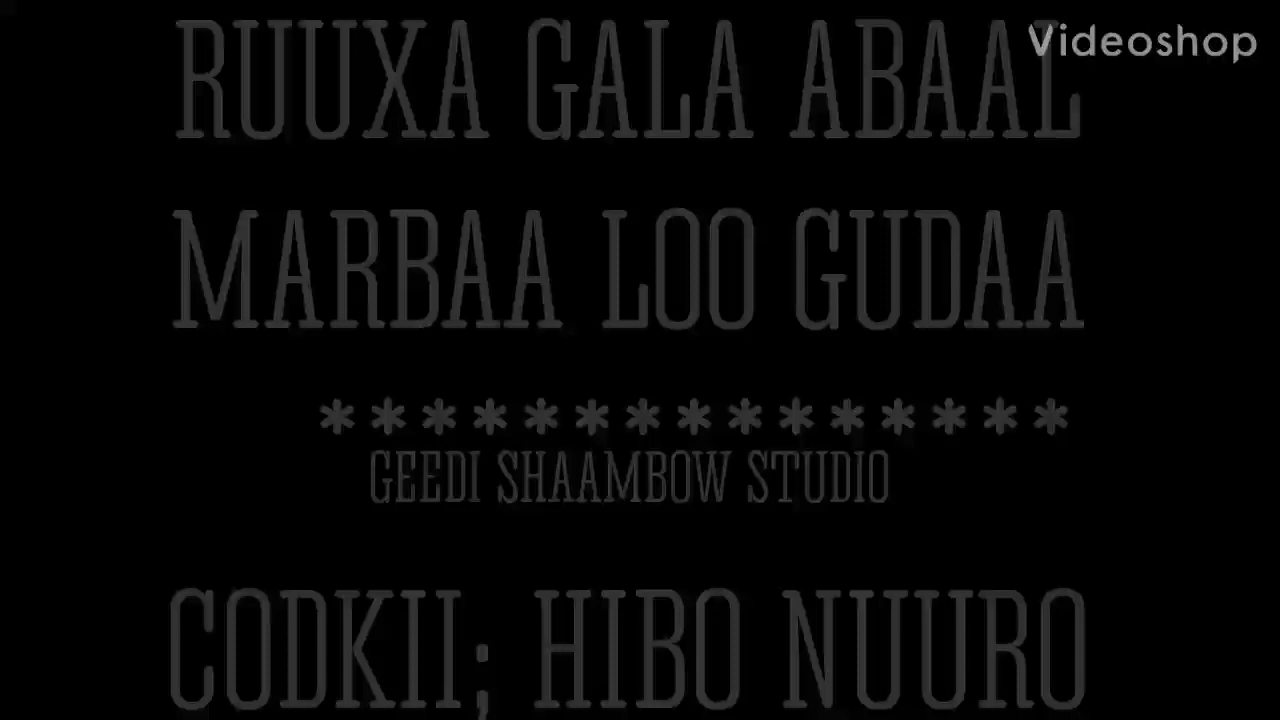 Videoshop
RUUXA GALA ABAAL
MARBAA LOO GUDAA
***************
GEEDI SHAAMBOW STUDIO
CODKII; HIBO NUURO